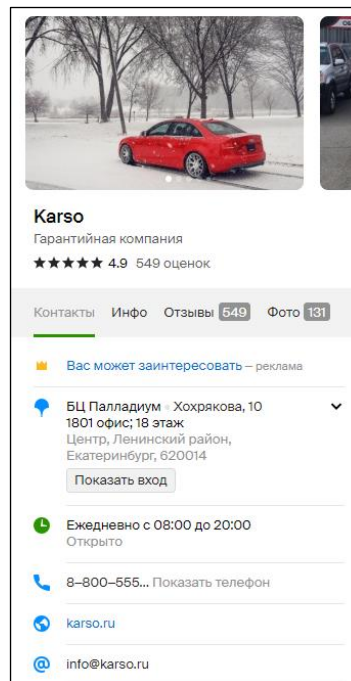 Karso
Гарантийная компания
★★★★★ 4.9 549 оценок
Контакты Инфо Отзывы 549 Фото 131
Вас может заинтересовать – реклама
БЦ Палладиум • Хохрякова, 10
1801 офис; 18 этаж
Центр, Ленинский район,
Екатеринбург, 620014
Показать вход
Ежедневно с 08:00 до 20:00
Открыто
8–800–555... Показать телефон
karso.ru
info@karso.ru